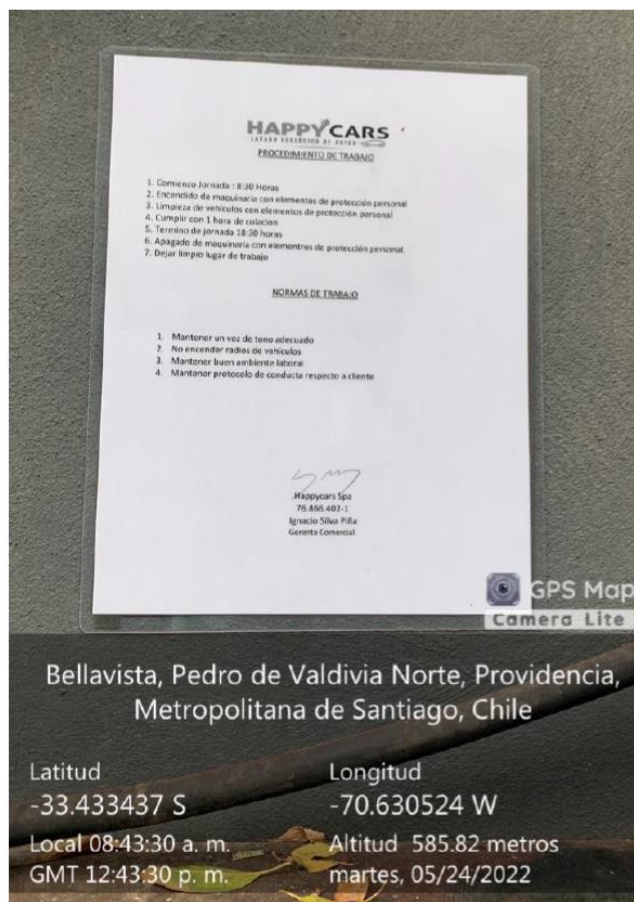 HAPPYCARS
LAVADO ECOLOGICO DE AUTOS
PROCEDIMIENTO DE TRABAJO
1. Comienzo Jornada : 8:30 Horas
2. Encendido de maquinaria con elementos de protección personal
3. Limpieza de vehículos con elementos de protección personal
4. Cumplir con 1 hora de colacion
5. Termino de jornada 18:30 horas
6. Apagado de maquinaria con elementros de protección personal.
7. Dejar limpio lugar de trabajo
NORMAS DE TRABAJO
1. Mantener un voz de tono adecuado
2. No encender radios de vehículos
3. Mantener buen ambiente laboral
4. Mantener protocolo de conducta respecto a cliente
Happycars Spa
76.866.402-1
Ignacio Silva Piña
Gerente Comercial
GPS Map
Camera Lite
Bellavista, Pedro de Valdivia Norte, Providencia,
Metropolitana de Santiago, Chile
Latitud
-33.433437 S
Longitud
-70.630524 W
Local 08:43:30 a. m.
GMT 12:43:30 p. m.
Altitud 585.82 metros
martes, 05/24/2022